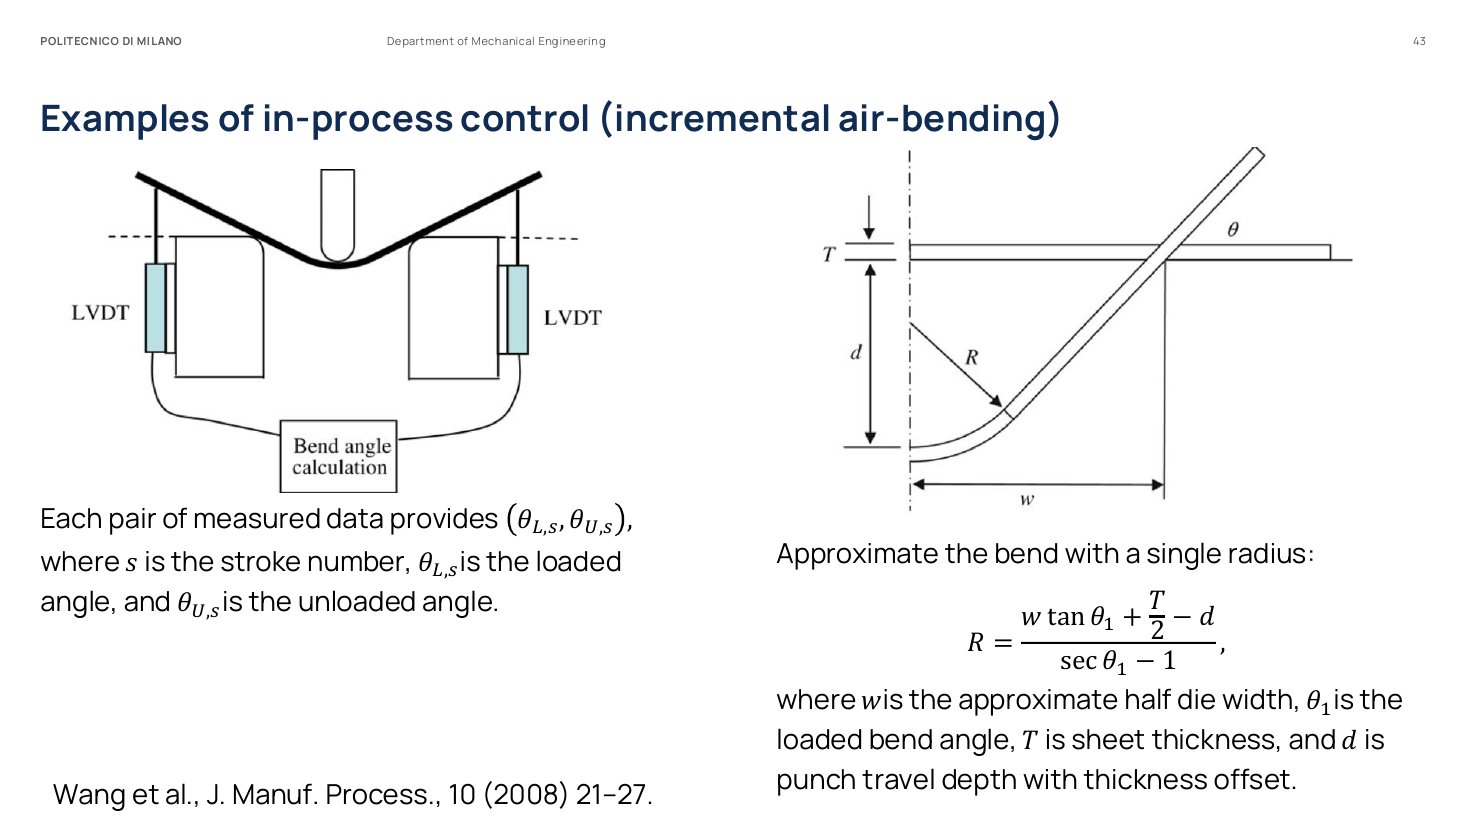 POLITECNICO DI MILANO
Department of Mechanical Engineering
43
Examples of in-process control (incremental air-bending)
LVDT
LVDT
Bend angle
calculation
Each pair of measured data provides (θ_{L,s}, θ_{U,s}),
where s is the stroke number, θ_{L,s} is the loaded
angle, and θ_{U,s} is the unloaded angle.
Wang et al., J. Manuf. Process., 10 (2008) 21–27.
T
θ
d
R
w
Approximate the bend with a single radius:
R = \frac{w tan θ_1 + \frac{T}{2} − d}{sec θ_1 − 1},
where w is the approximate half die width, θ_1 is the
loaded bend angle, T is sheet thickness, and d is
punch travel depth with thickness offset.